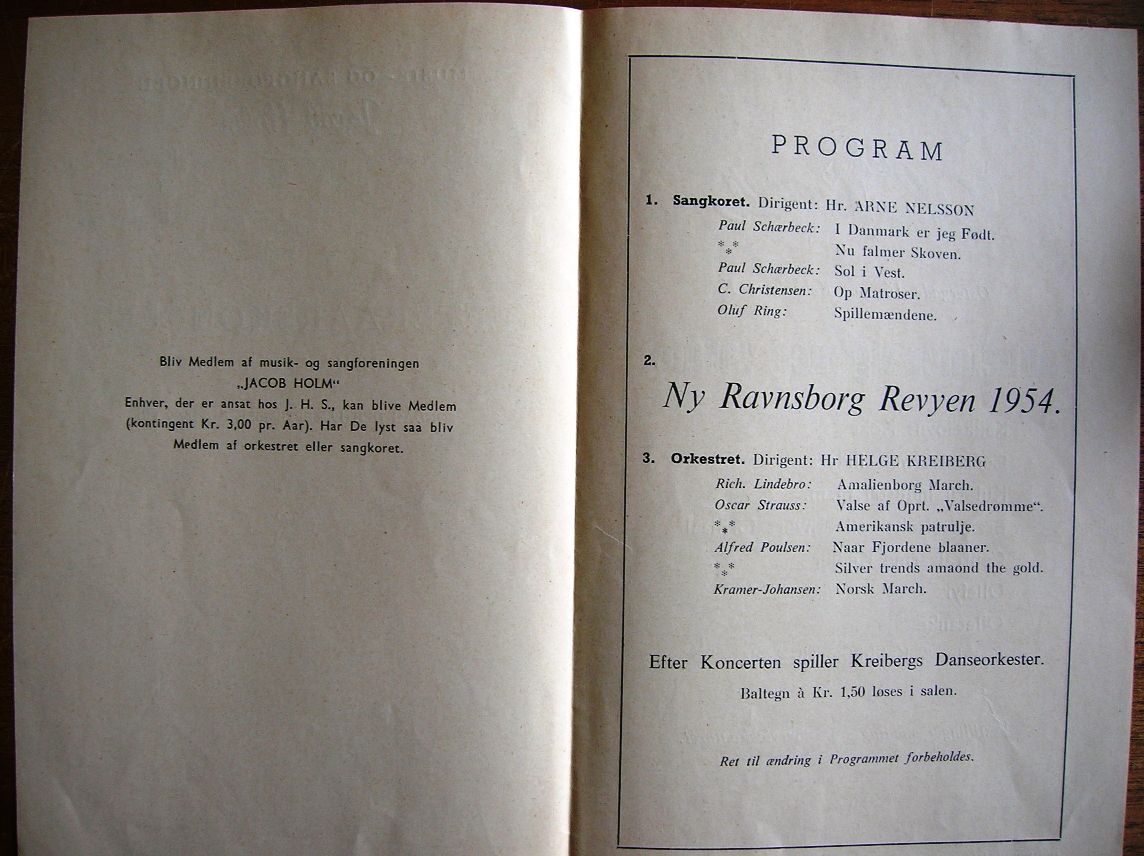 Bliv Medlem af musik- og sangforeningen
„JACOB HOLM“
Enhver, der er ansat hos J. H. S., kan blive Medlem
(kontingent Kr. 3,00 pr. Aar). Har De lyst saa bliv
Medlem af orkestret eller sangkoret.
PROGRAM
1. Sangkoret. Dirigent: Hr. ARNE NELSSON
Paul Schærbeck: I Danmark er jeg Født.
*** Nu falmer Skoven.
Paul Schærbeck: Sol i Vest.
C. Christensen: Op Matroser.
Oluf Ring: Spillemændene.
2.
Ny Ravnsborg Revyen 1954.
3. Orkestret. Dirigent: Hr HELGE KREIBERG
Rich. Lindebro: Amalienborg March.
Oscar Strauss: Valse af Oprt. „Valsedrømme“.
*** Amerikansk patrulje.
Alfred Poulsen: Naar Fjordene blaaner.
*** Silver trends amaond the gold.
Kramer-Johansen: Norsk March.
Efter Koncerten spiller Kreibergs Danseorkester.
Baltegn à Kr. 1,50 løses i salen.
Ret til ændring i Programmet forbeholdes.